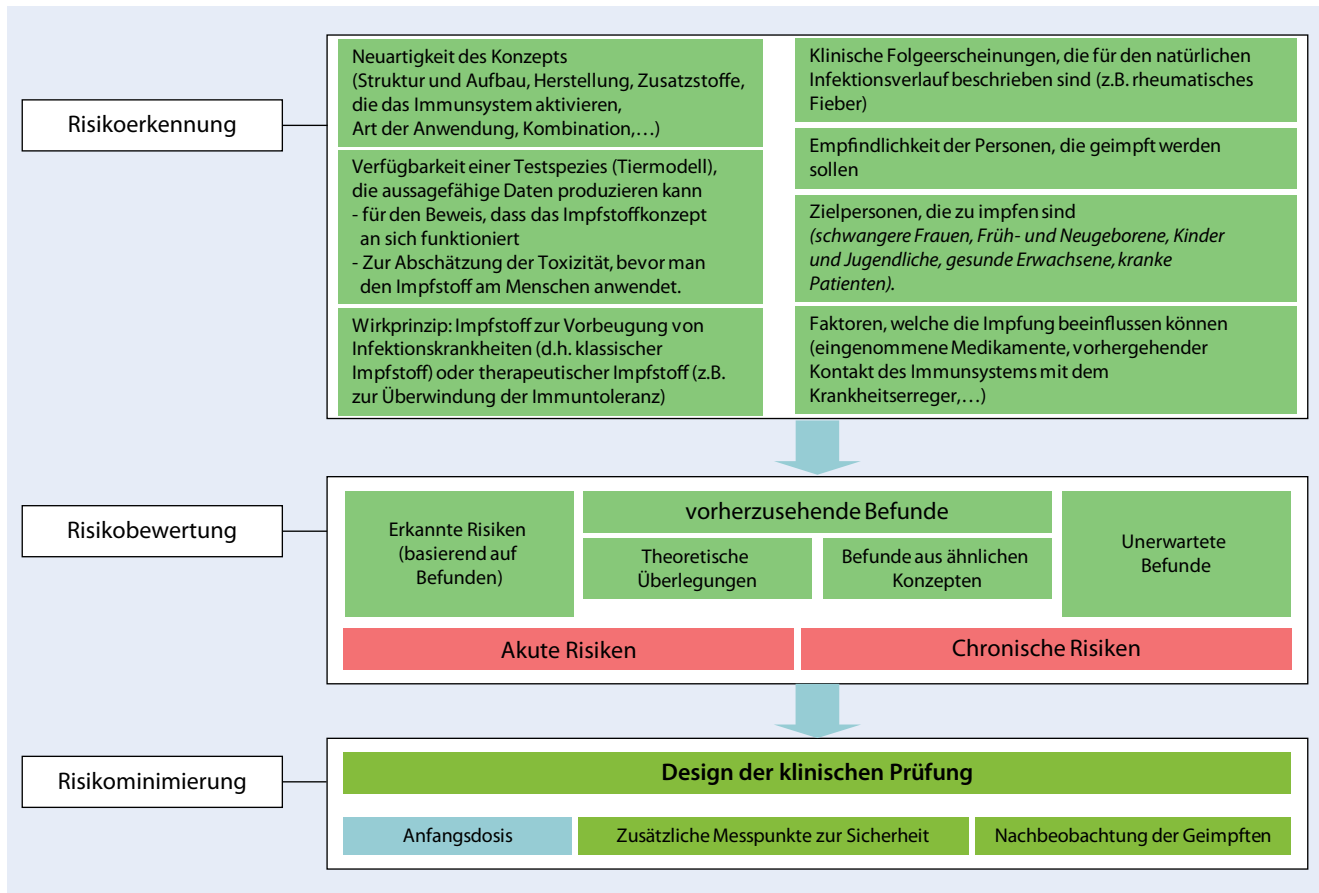 Risikoerkennung
Neuartigkeit des Konzepts
(Struktur und Aufbau, Herstellung, Zusatzstoffe,
die das Immunsystem aktivieren,
Art der Anwendung, Kombination,…)
Verfügbarkeit einer Testspezies (Tiermodell),
die aussagefähige Daten produzieren kann
- für den Beweis, dass das Impfstoffkonzept
an sich funktioniert
- Zur Abschätzung der Toxizität, bevor man
den Impfstoff am Menschen anwendet.
Wirkprinzip: Impfstoff zur Vorbeugung von
Infektionskrankheiten (d.h. klassischer
Impfstoff) oder therapeutischer Impfstoff (z.B.
zur Überwindung der Immuntoleranz)
Klinische Folgeerscheinungen, die für den natürlichen
Infektionsverlauf beschrieben sind (z.B. rheumatisches
Fieber)
Empfindlichkeit der Personen, die geimpft werden
sollen
Zielpersonen, die zu impfen sind
(schwangere Frauen, Früh- und Neugeborene, Kinder
und Jugendliche, gesunde Erwachsene, kranke
Patienten).
Faktoren, welche die Impfung beeinflussen können
(eingenommene Medikamente, vorhergehender
Kontakt des Immunsystems mit dem
Krankheitserreger,…)
Risikobewertung
Erkannte Risiken
(basierend auf
Befunden)
vorherzusehende Befunde
Theoretische
Überlegungen
Befunde aus ähnlichen
Konzepten
Unerwartete
Befunde
Akute Risiken
Chronische Risiken
Risikominimierung
Design der klinischen Prüfung
Anfangsdosis
Zusätzliche Messpunkte zur Sicherheit
Nachbeobachtung der Geimpften